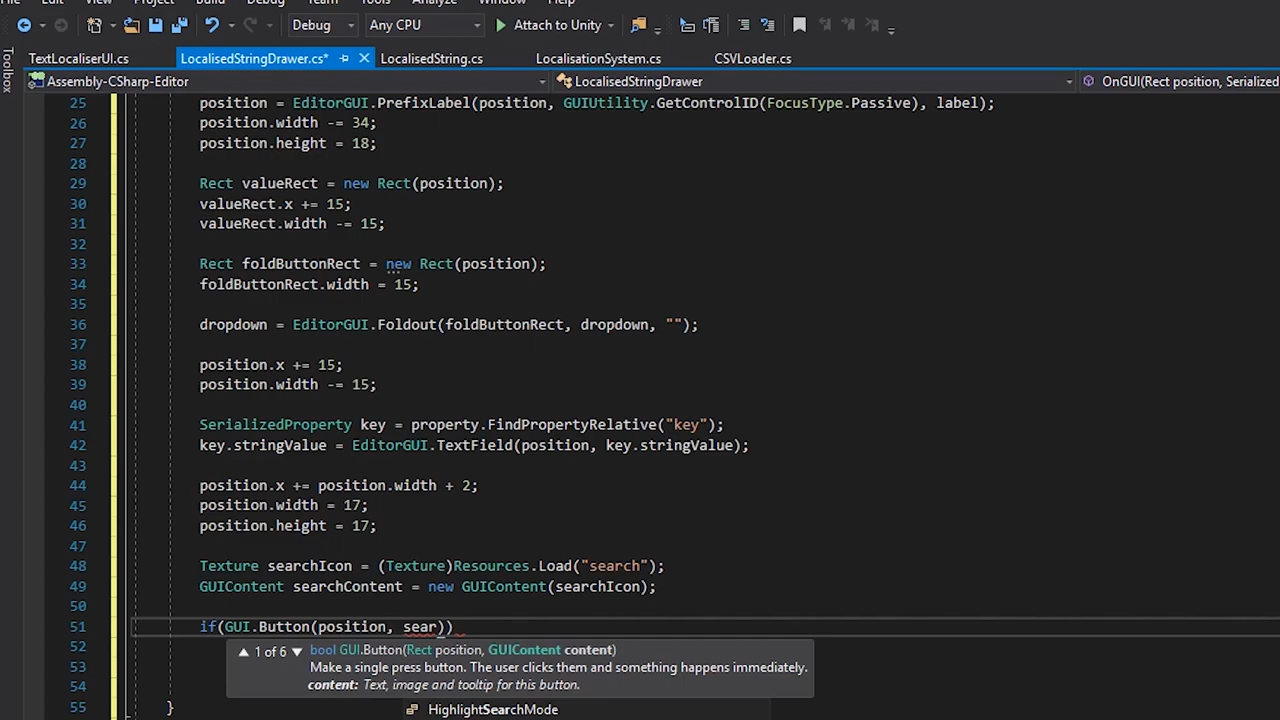 Edit View Project Build Debug Team Tools Analyze Window Help
Debug Any CPU Attach to Unity
Toolbox
TextLocaliserUI.cs LocalisedStringDrawer.cs* LocalisedString.cs LocalisationSystem.cs CSVLoader.cs
Assembly-CSharp-Editor LocalisedStringDrawer OnGUI(Rect position, Serialized
25 position = EditorGUI.PrefixLabel(position, GUIUtility.GetControlID(FocusType.Passive), label);
26 position.width -= 34;
27 position.height = 18;
28
29 Rect valueRect = new Rect(position);
30 valueRect.x += 15;
31 valueRect.width -= 15;
32
33 Rect foldButtonRect = new Rect(position);
34 foldButtonRect.width = 15;
35
36 dropdown = EditorGUI.Foldout(foldButtonRect, dropdown, "");
37
38 position.x += 15;
39 position.width -= 15;
40
41 SerializedProperty key = property.FindPropertyRelative("key");
42 key.stringValue = EditorGUI.TextField(position, key.stringValue);
43
44 position.x += position.width + 2;
45 position.width = 17;
46 position.height = 17;
47
48 Texture searchIcon = (Texture)Resources.Load("search");
49 GUIContent searchContent = new GUIContent(searchIcon);
50
51 if(GUI.Button(position, sear))
52 1 of 6 bool GUI.Button(Rect position, GUIContent content)
53 Make a single press button. The user clicks them and something happens immediately.
54 content: Text, image and tooltip for this button.
55 } HighlightSearchMode